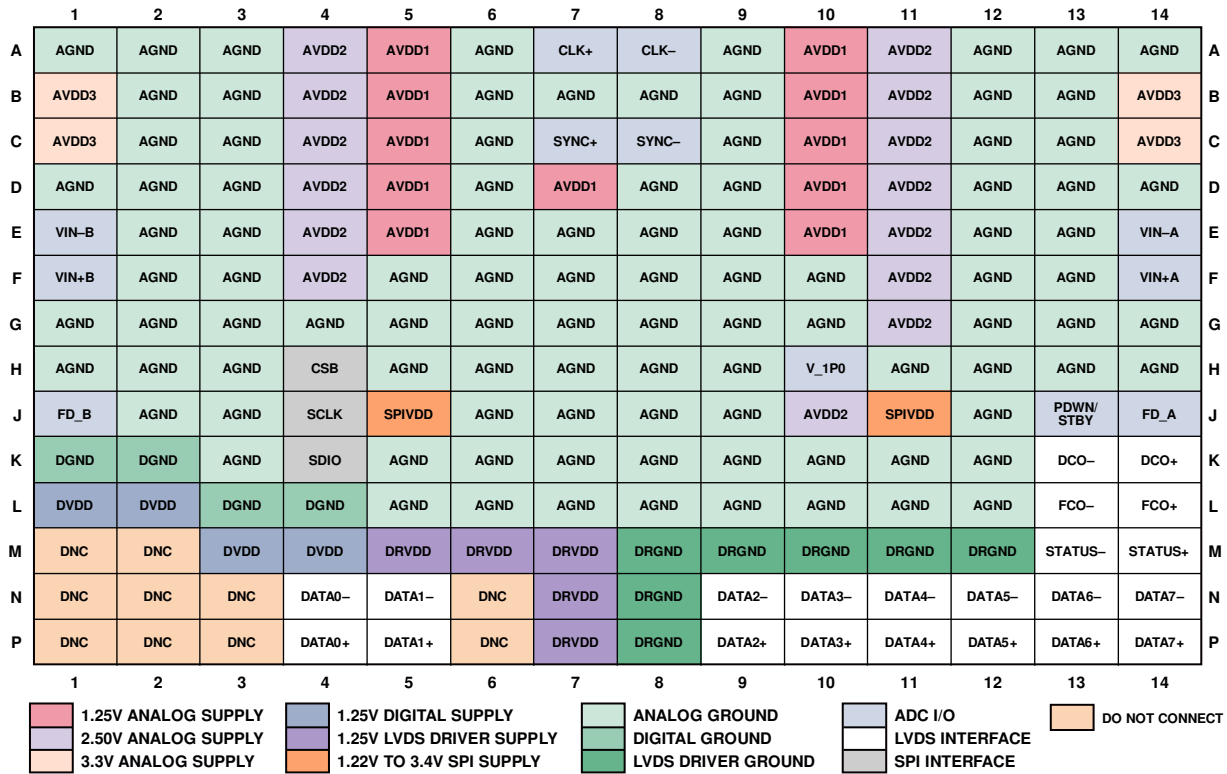 1 2 3 4 5 6 7 8 9 10 11 12 13 14
A AGND AGND AGND AVDD2 AVDD1 AGND CLK+ CLK– AGND AVDD1 AVDD2 AGND AGND AGND A
B AVDD3 AGND AGND AVDD2 AVDD1 AGND AGND AGND AGND AVDD1 AVDD2 AGND AGND AVDD3 B
C AVDD3 AGND AGND AVDD2 AVDD1 AGND SYNC+ SYNC– AGND AVDD1 AVDD2 AGND AGND AVDD3 C
D AGND AGND AGND AVDD2 AVDD1 AGND AVDD1 AGND AGND AVDD1 AVDD2 AGND AGND AGND D
E VIN–B AGND AGND AVDD2 AVDD1 AGND AGND AGND AGND AVDD1 AVDD2 AGND AGND VIN–A E
F VIN+B AGND AGND AVDD2 AGND AGND AGND AGND AGND AGND AVDD2 AGND AGND VIN+A F
G AGND AGND AGND AGND AGND AGND AGND AGND AGND AGND AVDD2 AGND AGND AGND G
H AGND AGND AGND CSB AGND AGND AGND AGND AGND V_1P0 AGND AGND AGND AGND H
J FD_B AGND AGND SCLK SPIVDD AGND AGND AGND AGND AVDD2 SPIVDD AGND PDWN/ STBY FD_A J
K DGND DGND AGND SDIO AGND AGND AGND AGND AGND AGND AGND AGND DCO– DCO+ K
L DVDD DVDD DGND DGND AGND AGND AGND AGND AGND AGND AGND AGND FCO– FCO+ L
M DNC DNC DVDD DVDD DRVDD DRVDD DRVDD DRGND DRGND DRGND DRGND DRGND STATUS– STATUS+ M
N DNC DNC DNC DATA0– DATA1– DNC DRVDD DRGND DATA2– DATA3– DATA4– DATA5– DATA6– DATA7– N
P DNC DNC DNC DATA0+ DATA1+ DNC DRVDD DRGND DATA2+ DATA3+ DATA4+ DATA5+ DATA6+ DATA7+ P
1 2 3 4 5 6 7 8 9 10 11 12 13 14
1.25V ANALOG SUPPLY 1.25V DIGITAL SUPPLY ANALOG GROUND ADC I/O DO NOT CONNECT
2.50V ANALOG SUPPLY 1.25V LVDS DRIVER SUPPLY DIGITAL GROUND LVDS INTERFACE
3.3V ANALOG SUPPLY 1.22V TO 3.4V SPI SUPPLY LVDS DRIVER GROUND SPI INTERFACE